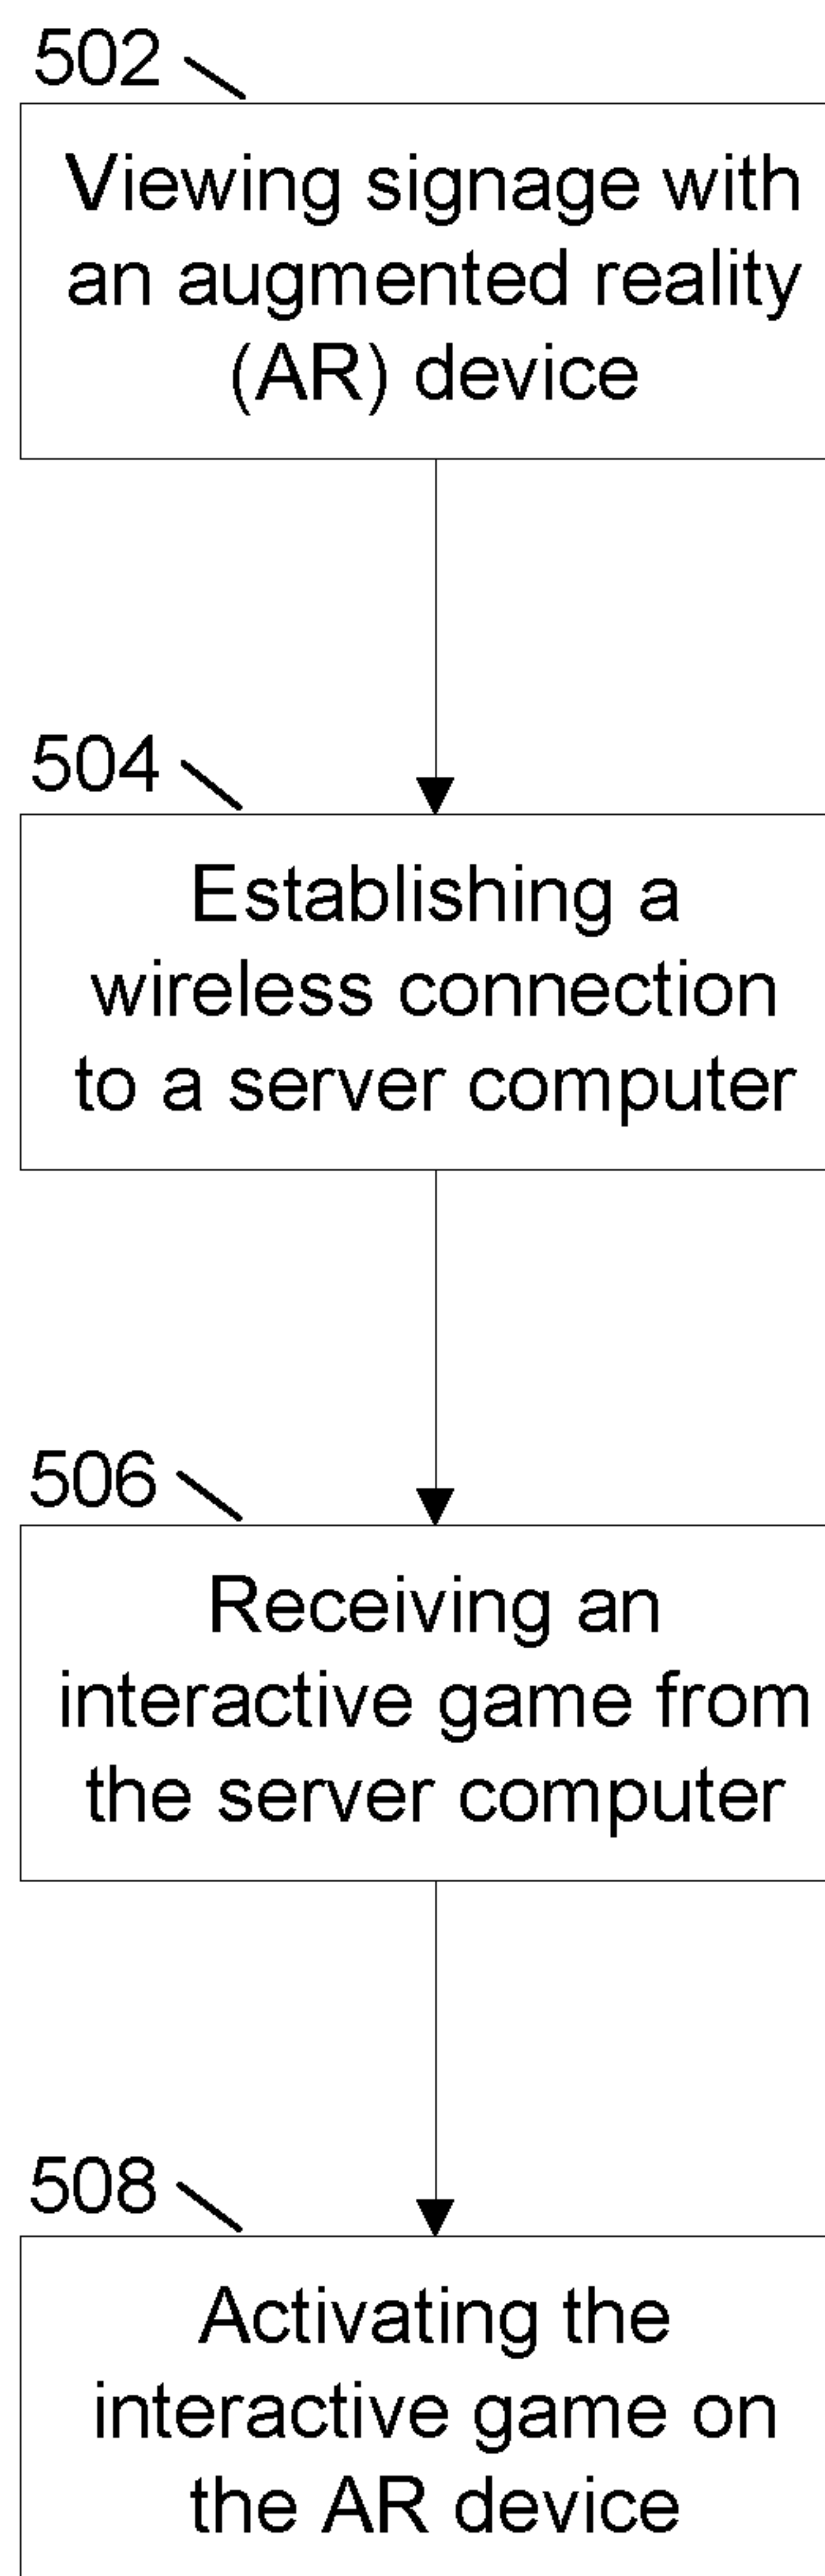 502
Viewing signage with
an augmented reality
(AR) device
504
Establishing a
wireless connection
to a server computer
506
Receiving an
interactive game from
the server computer
508
Activating the
interactive game on
the AR device